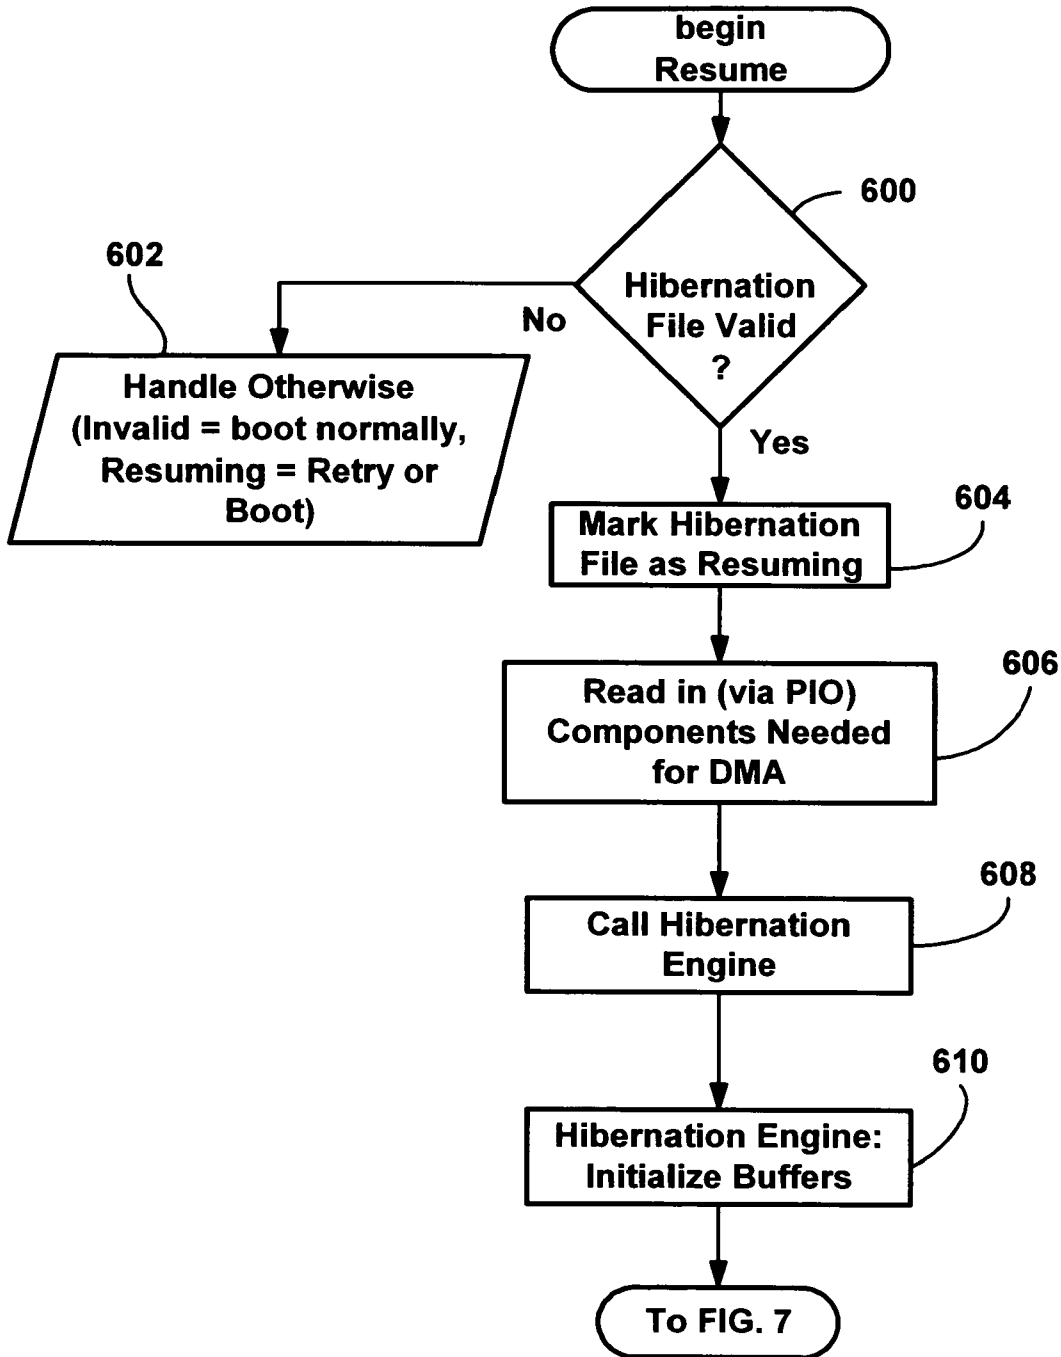 begin
Resume
600
602
Hibernation
File Valid
?
No
Handle Otherwise
(Invalid = boot normally,
Resuming = Retry or
Boot)
Yes
604
Mark Hibernation
File as Resuming
606
Read in (via PIO)
Components Needed
for DMA
608
Call Hibernation
Engine
610
Hibernation Engine:
Initialize Buffers
To FIG. 7